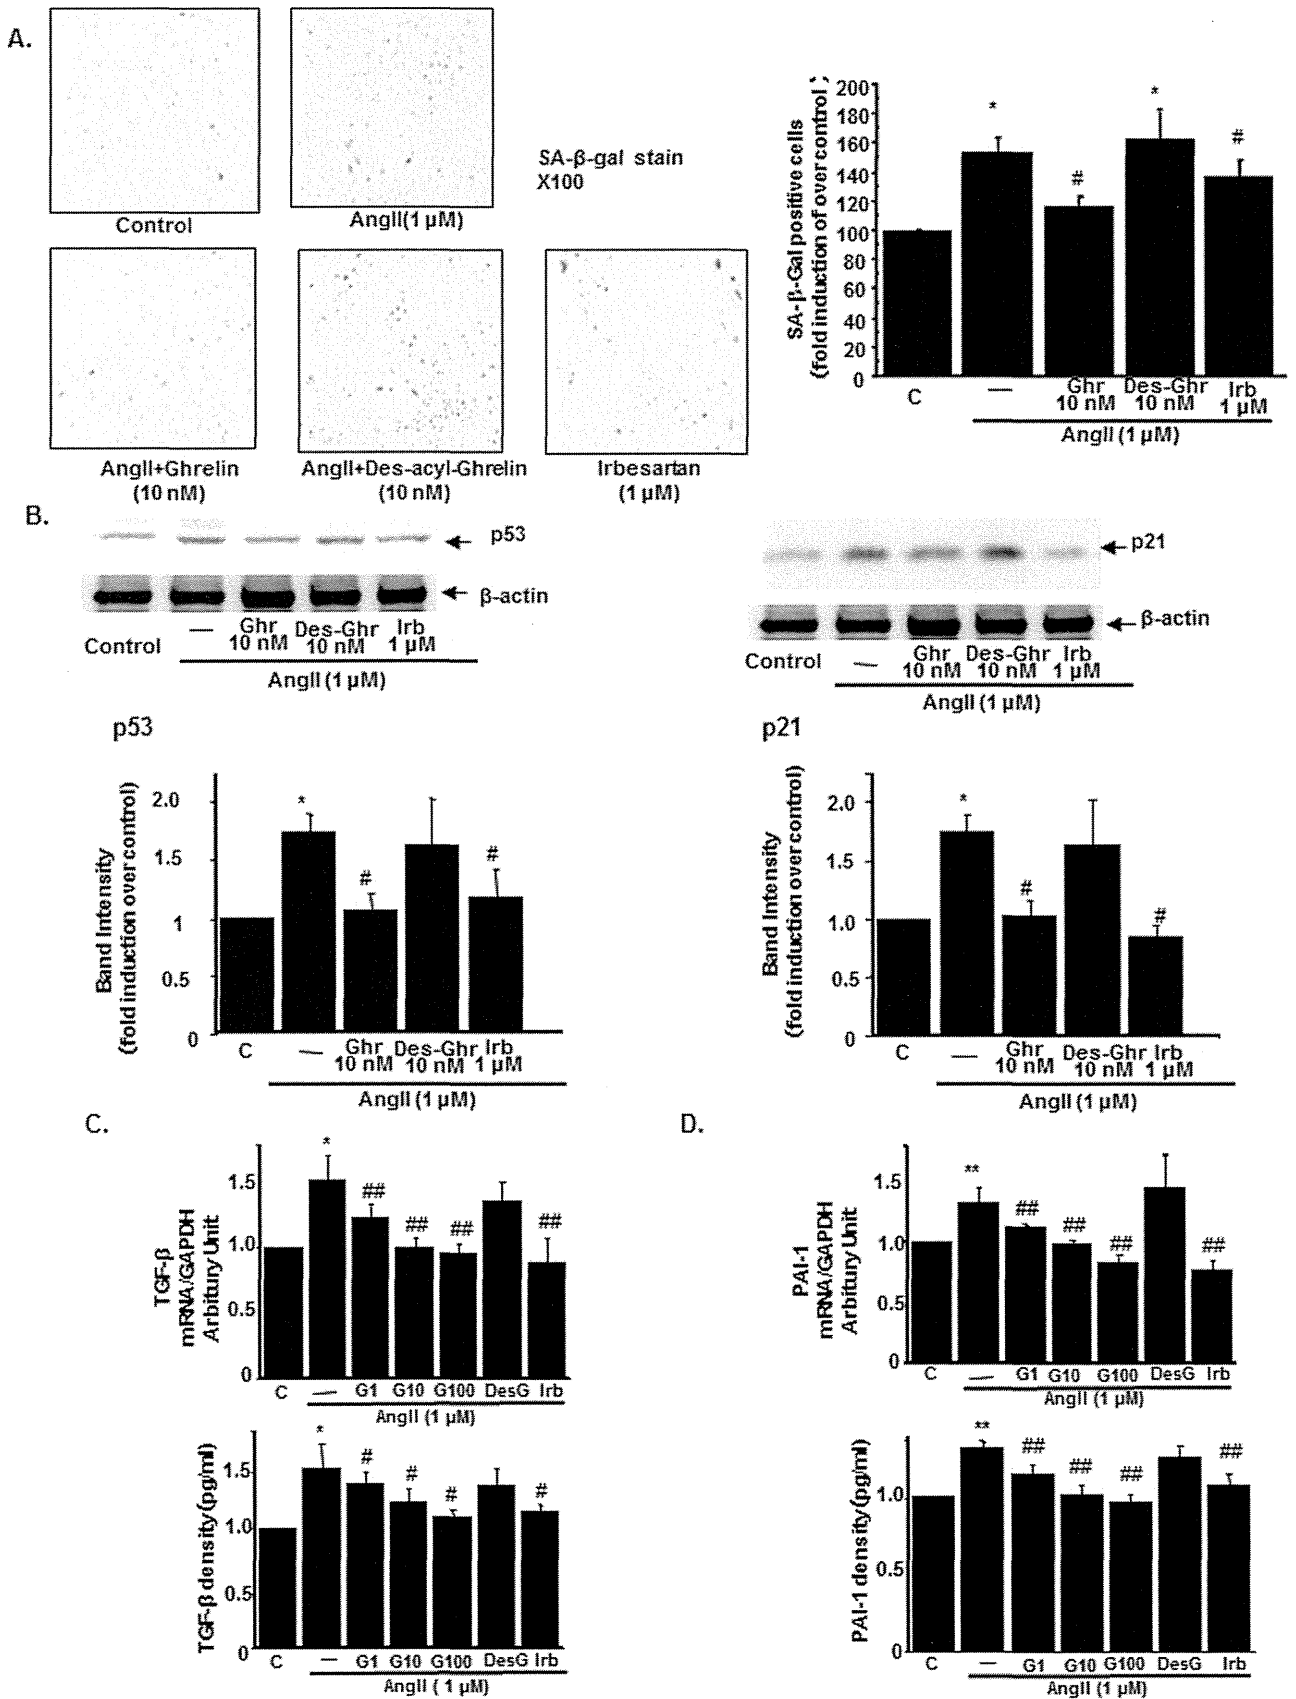 A.
Control
AngII(1 μM)
SA-β-gal stain
X100
AngII+Ghrelin
(10 nM)
AngII+Des-acyl-Ghrelin
(10 nM)
Irbesartan
(1 μM)
SA-β-Gal positive cells
(fold induction of over control)
200
180
160
140
120
100
80
60
40
20
0
*
#
*
#
C
—
Ghr
10 nM
Des-Ghr
10 nM
Irb
1 μM
AngII (1 μM)
B.
p53
β-actin
Control
—
Ghr
10 nM
Des-Ghr
10 nM
Irb
1 μM
AngII (1 μM)
p21
β-actin
Control
—
Ghr
10 nM
Des-Ghr
10 nM
Irb
1 μM
AngII (1 μM)
p53
Band Intensity
(fold induction over control)
2.0
1.5
1
0.5
0
*
#
#
C
—
Ghr
10 nM
Des-Ghr
10 nM
Irb
1 μM
AngII (1 μM)
p21
Band Intensity
(fold induction over control)
2.0
1.5
1.0
0.5
0
*
#
#
C
—
Ghr
10 nM
Des-Ghr
10 nM
Irb
1 μM
AngII (1 μM)
C.
TGF-β
mRNA/GAPDH
Arbitury Unit
1.5
1.0
0.5
0
*
##
##
##
##
C — G1 G10 G100 DesG Irb
AngII (1 μM)
TGF-β density (pg/ml)
1.5
1.0
0.5
0
*
#
#
#
#
C — G1 G10 G100 DesG Irb
AngII ( 1 μM)
D.
PAI-1
mRNA/GAPDH
Arbitury Unit
1.5
1.0
0.5
0
**
##
##
##
##
C — G1 G10 G100 DesG Irb
AngII (1 μM)
PAI-1 density (pg/ml)
1.0
0.5
0
**
##
##
##
##
C — G1 G10 G100 DesG Irb
AngII (1 μM)